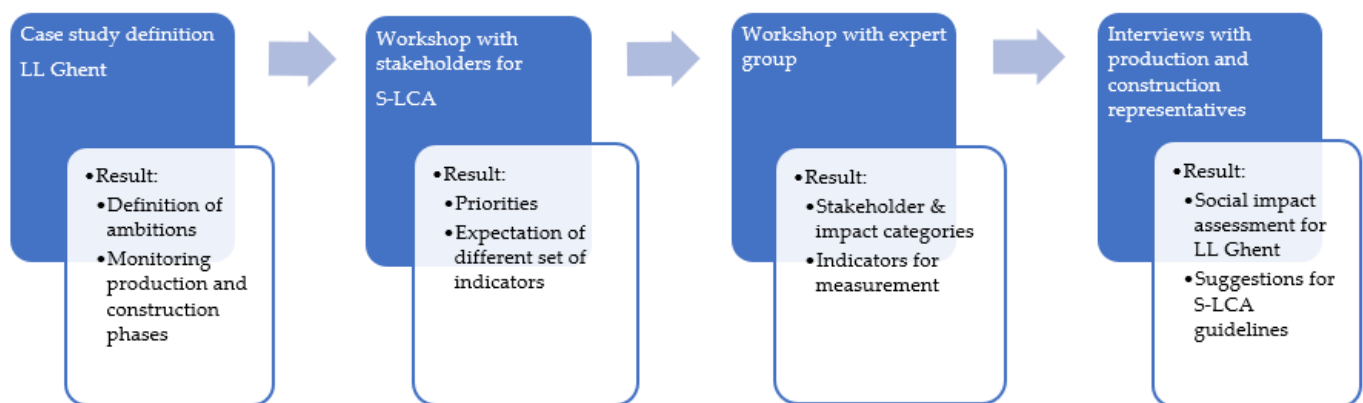 Case study definition
LL Ghent
•Result:
•Definition of
ambitions
•Monitoring
production and
construction
phases
Workshop with
stakeholders for
S-LCA
•Result:
•Priorities
•Expectation of
different set of
indicators
Workshop with expert
group
•Result:
•Stakeholder &
impact categories
•Indicators for
measurement
Interviews with
production and
construction
representatives
•Result:
•Social impact
assessment for
LL Ghent
•Suggestions for
S-LCA
guidelines